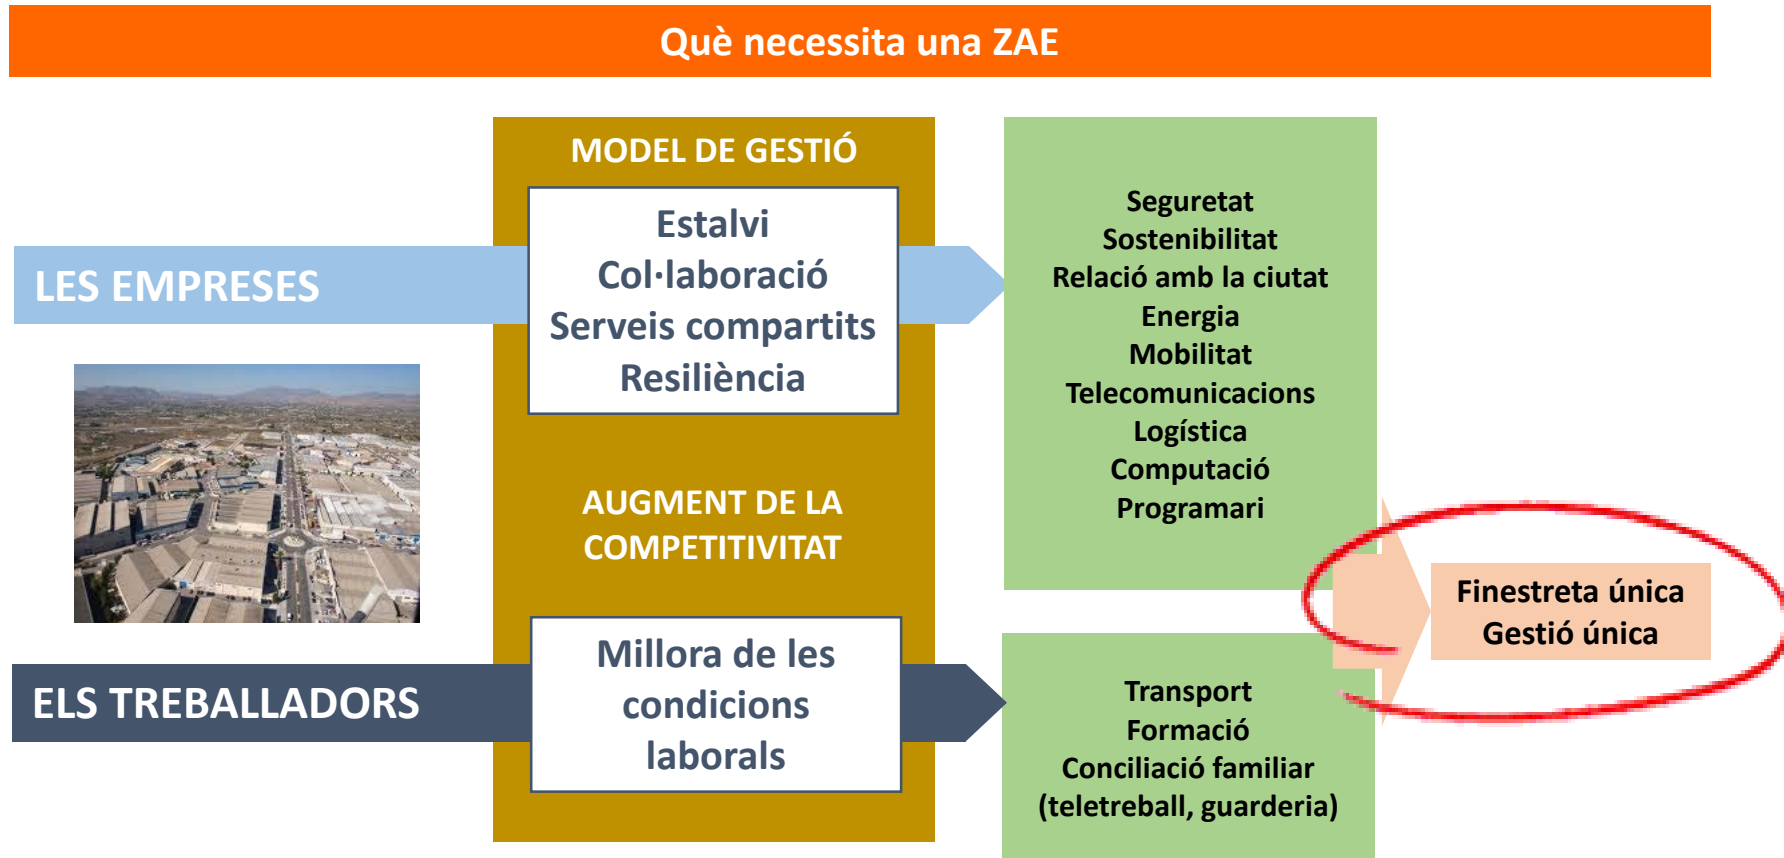 Què necessita una ZAE
LES EMPRESES
ELS TREBALLADORS
MODEL DE GESTIÓ
Estalvi
Col·laboració
Serveis compartits
Resiliència
AUGMENT DE LA
COMPETITIVITAT
Millora de les
condicions
laborals
Seguretat
Sostenibilitat
Relació amb la ciutat
Energia
Mobilitat
Telecomunicacions
Logística
Computació
Programari
Transport
Formació
Conciliació familiar
(teletreball, guarderia)
Finestreta única
Gestió única